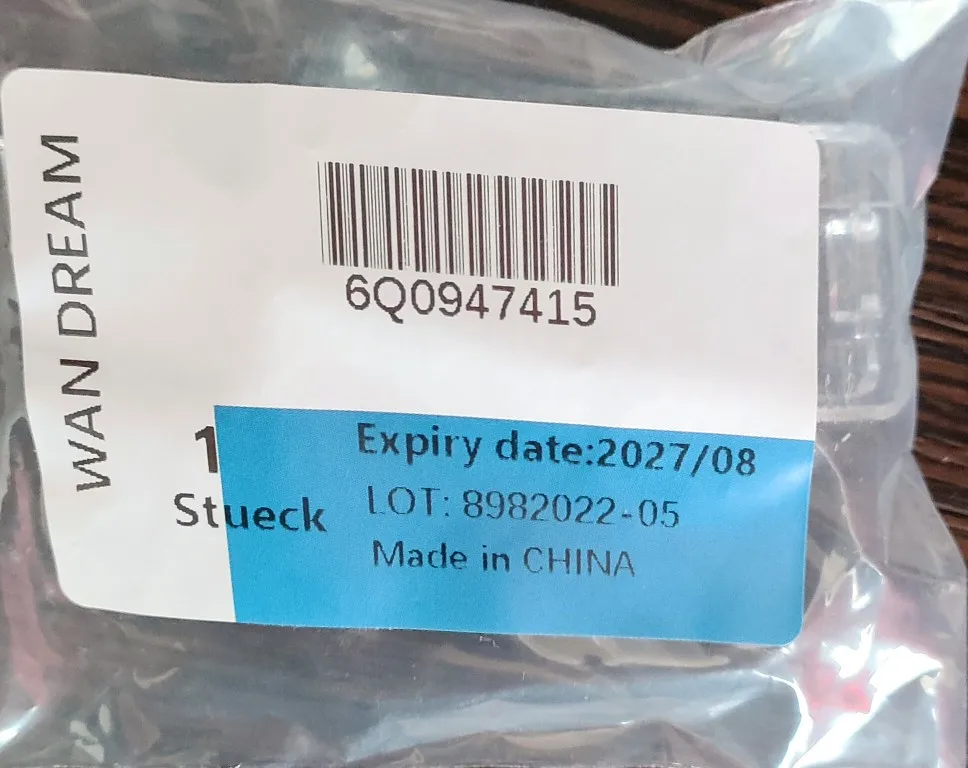 WAN DREAM
6Q0947415
1
Stueck
Expiry date:2027/08
LOT: 8982022-05
Made in CHINA